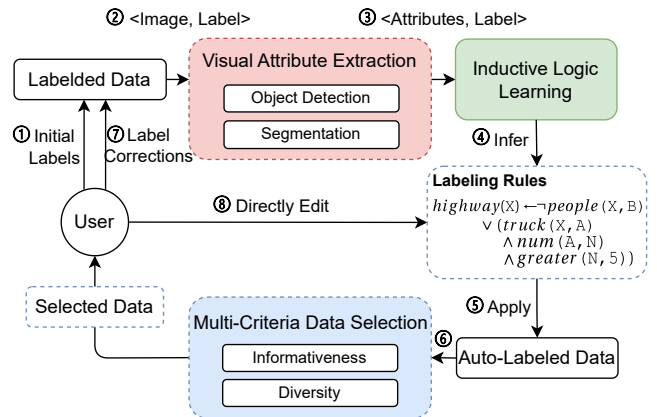 ② <Image, Label>
③ <Attributes, Label>
Labelded Data
Visual Attribute Extraction
Object Detection
Segmentation
Inductive Logic
Learning
① Initial
Labels
⑦ Label
Corrections
④ Infer
Labeling Rules
highway(X) ←¬people(X,B)
∨ (truck(X,A)
∧ num(A,N)
∧ greater(N,5))
User
⑧ Directly Edit
Selected Data
⑤ Apply
Multi-Criteria Data Selection
Informativeness
Diversity
⑥
Auto-Labeled Data